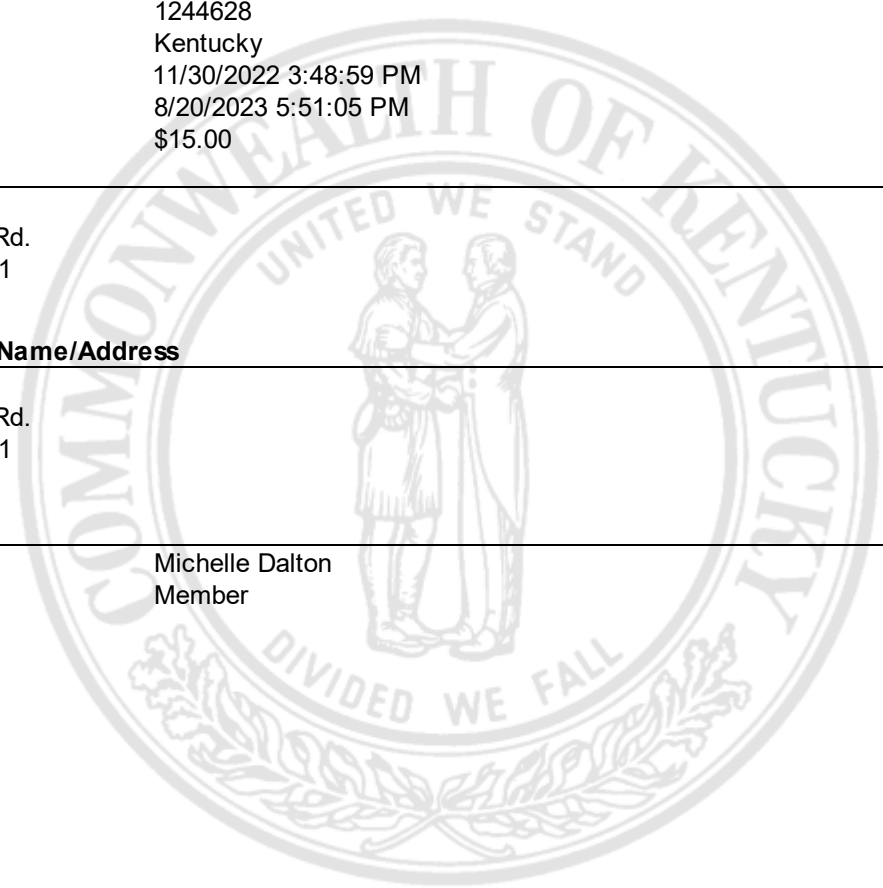 1244628
Kentucky
11/30/2022 3:48:59 PM
8/20/2023 5:51:05 PM
$15.00
Rd.
1
Name/Address
Rd.
1
Michelle Dalton
Member
COMMONWEALTH OF KENTUCKY
UNITED WE STAND
DIVIDED WE FALL